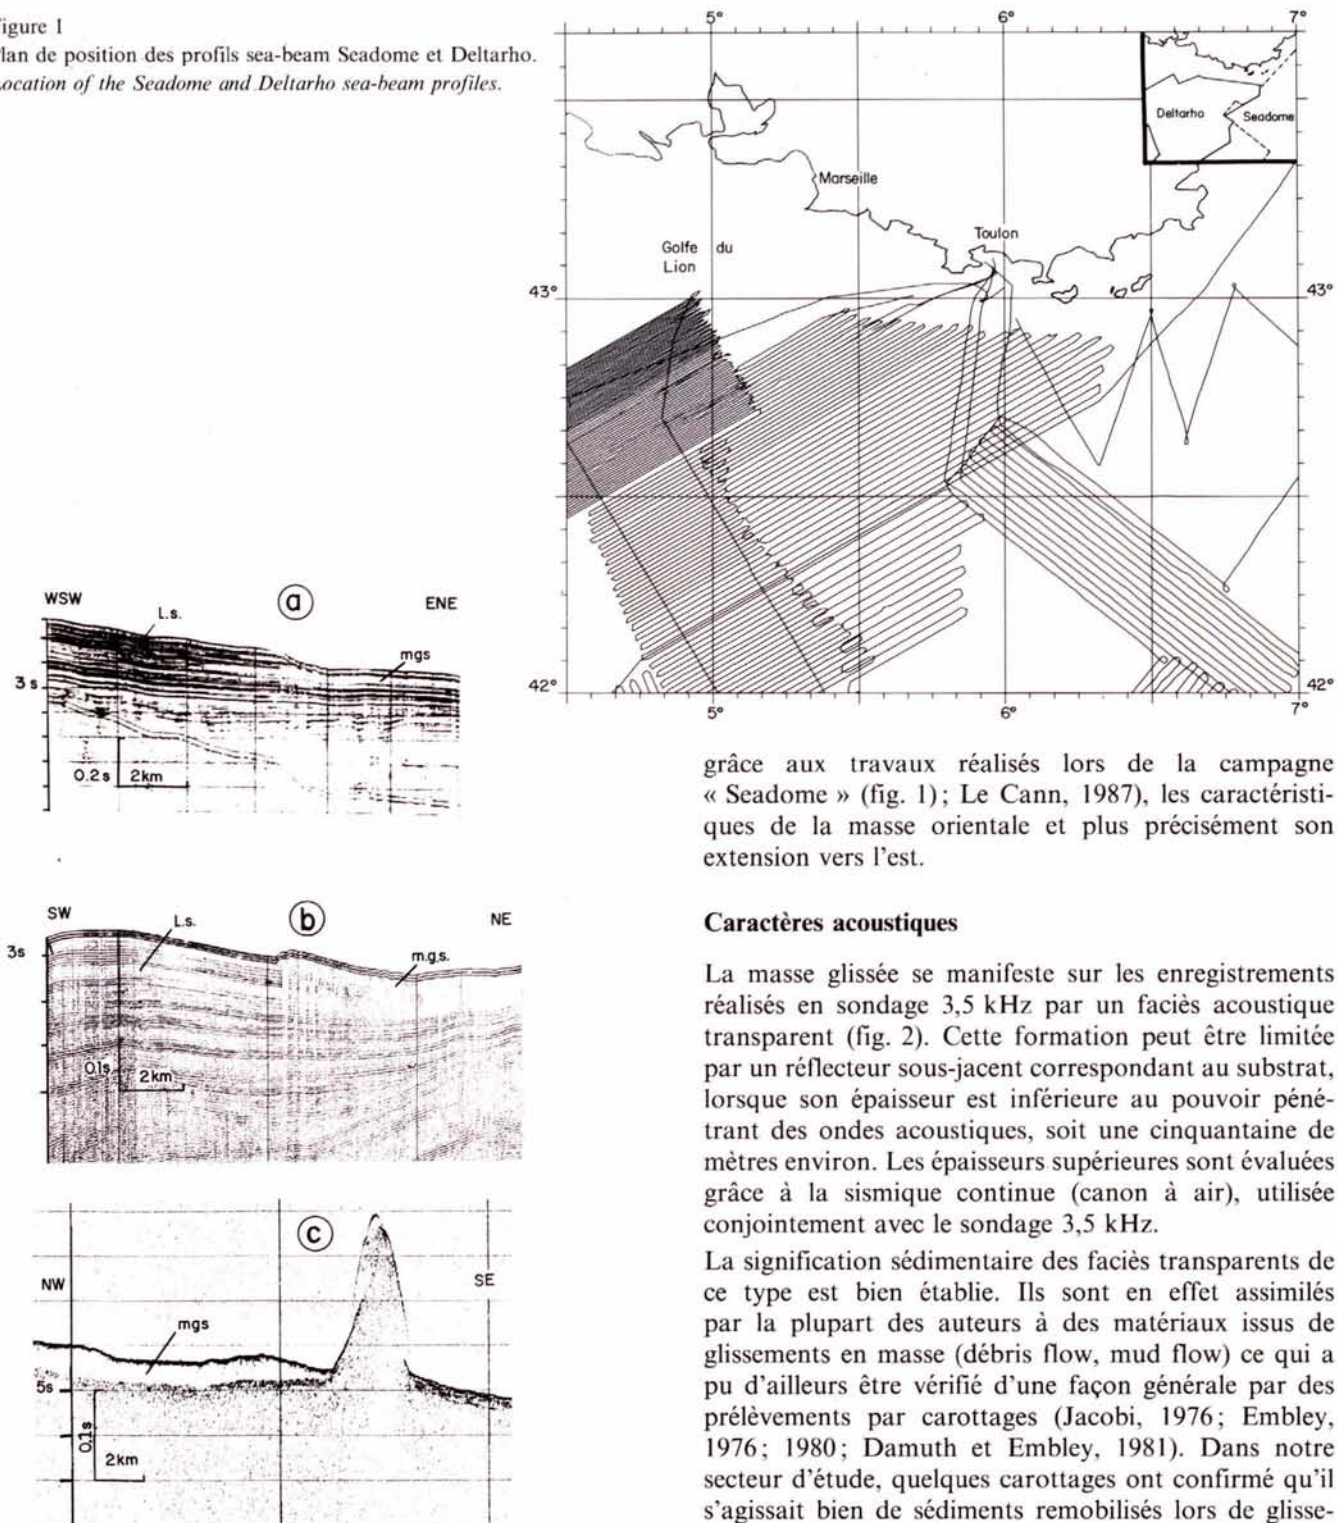 igure 1
lan de position des profils sea-beam Seadome et Deltarho.
ocation of the Seadome and Deltarho sea-beam profiles.
5° 6° 7°
Deltarho Seadome
Marseille
Toulon
Golfe du
Lion
43° 43°
42° 42°
5° 6° 7°
WSW a ENE
L.s.
mgs
3 s
0.2 s 2km
SW b NE
L.s.
m.g.s.
3s
0.1s 2km
c
NW SE
mgs
5s
0.1s
2km
grâce aux travaux réalisés lors de la campagne
« Seadome » (fig. 1); Le Cann, 1987), les caractéristi-
ques de la masse orientale et plus précisément son
extension vers l'est.
Caractères acoustiques
La masse glissée se manifeste sur les enregistrements
réalisés en sondage 3,5 kHz par un faciès acoustique
transparent (fig. 2). Cette formation peut être limitée
par un réflecteur sous-jacent correspondant au substrat,
lorsque son épaisseur est inférieure au pouvoir péné-
trant des ondes acoustiques, soit une cinquantaine de
mètres environ. Les épaisseurs supérieures sont évaluées
grâce à la sismique continue (canon à air), utilisée
conjointement avec le sondage 3,5 kHz.
La signification sédimentaire des faciès transparents de
ce type est bien établie. Ils sont en effet assimilés
par la plupart des auteurs à des matériaux issus de
glissements en masse (débris flow, mud flow) ce qui a
pu d'ailleurs être vérifié d'une façon générale par des
prélèvements par carottages (Jacobi, 1976; Embley,
1976; 1980; Damuth et Embley, 1981). Dans notre
secteur d'étude, quelques carottages ont confirmé qu'il
s'agissait bien de sédiments remobilisés lors de glisse-